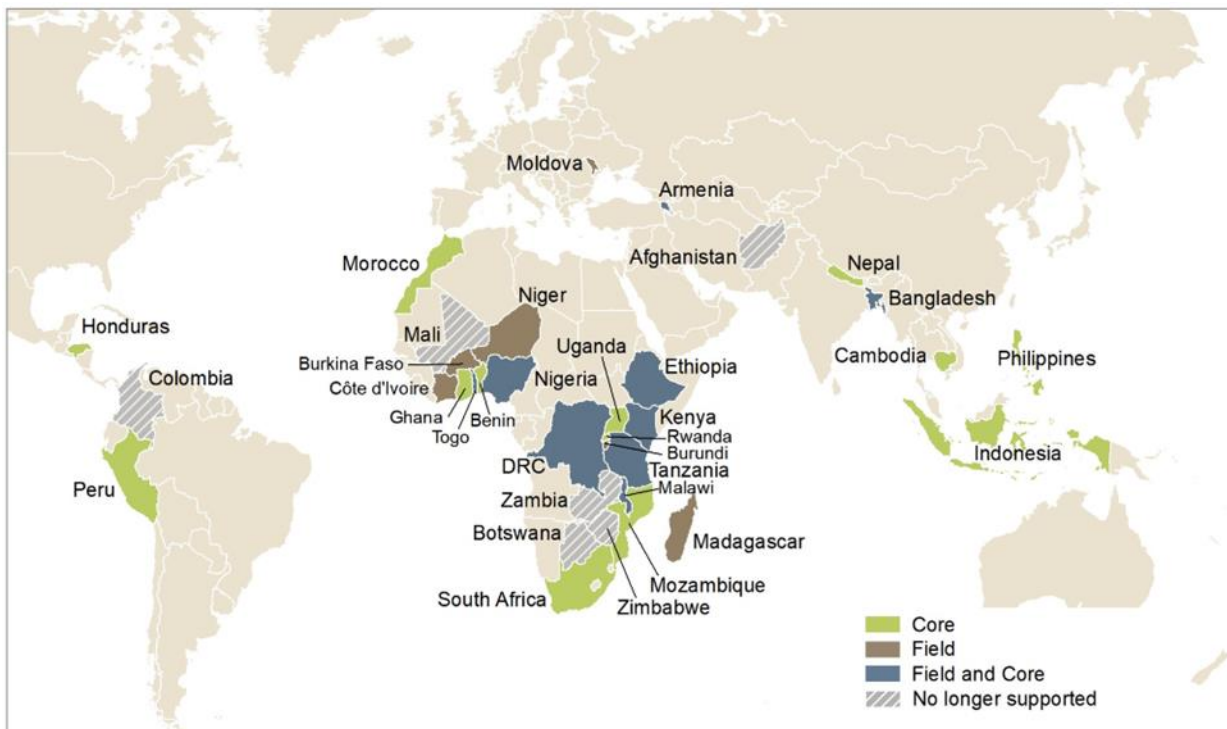 Moldova
Armenia
Afghanistan
Morocco
Nepal
Niger
Bangladesh
Honduras
Mali
Uganda
Cambodia
Philippines
Burkina Faso
Ethiopia
Colombia
Côte d'Ivoire
Nigeria
Ghana
Benin
Kenya
Togo
Rwanda
Burundi
Indonesia
DRC
Tanzania
Peru
Malawi
Zambia
Botswana
Madagascar
Mozambique
South Africa
Zimbabwe
Core
Field
Field and Core
No longer supported